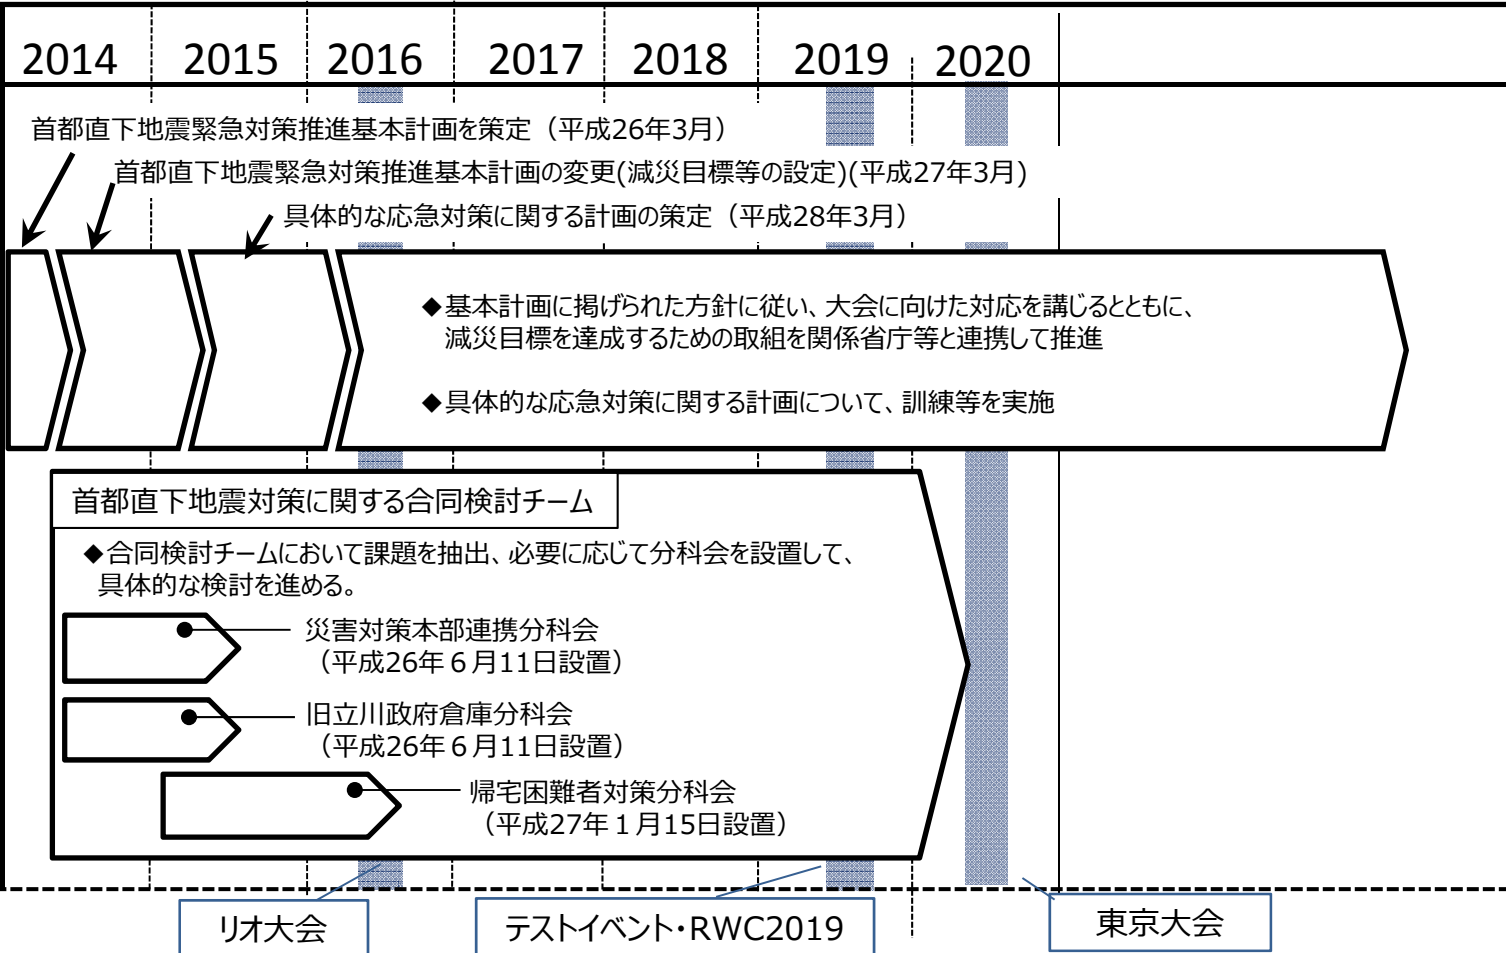 2014 2015 2016 2017 2018 2019 2020
首都直下地震緊急対策推進基本計画を策定（平成26年3月）
首都直下地震緊急対策推進基本計画の変更(減災目標等の設定)(平成27年3月)
具体的な応急対策に関する計画の策定（平成28年3月）
◆基本計画に掲げられた方針に従い、大会に向けた対応を講じるとともに、
減災目標を達成するための取組を関係省庁等と連携して推進
◆具体的な応急対策に関する計画について、訓練等を実施
首都直下地震対策に関する合同検討チーム
◆合同検討チームにおいて課題を抽出、必要に応じて分科会を設置して、
具体的な検討を進める。
災害対策本部連携分科会
（平成26年６月11日設置）
旧立川政府倉庫分科会
（平成26年６月11日設置）
帰宅困難者対策分科会
（平成27年１月15日設置）
リオ大会
テストイベント・RWC2019
東京大会